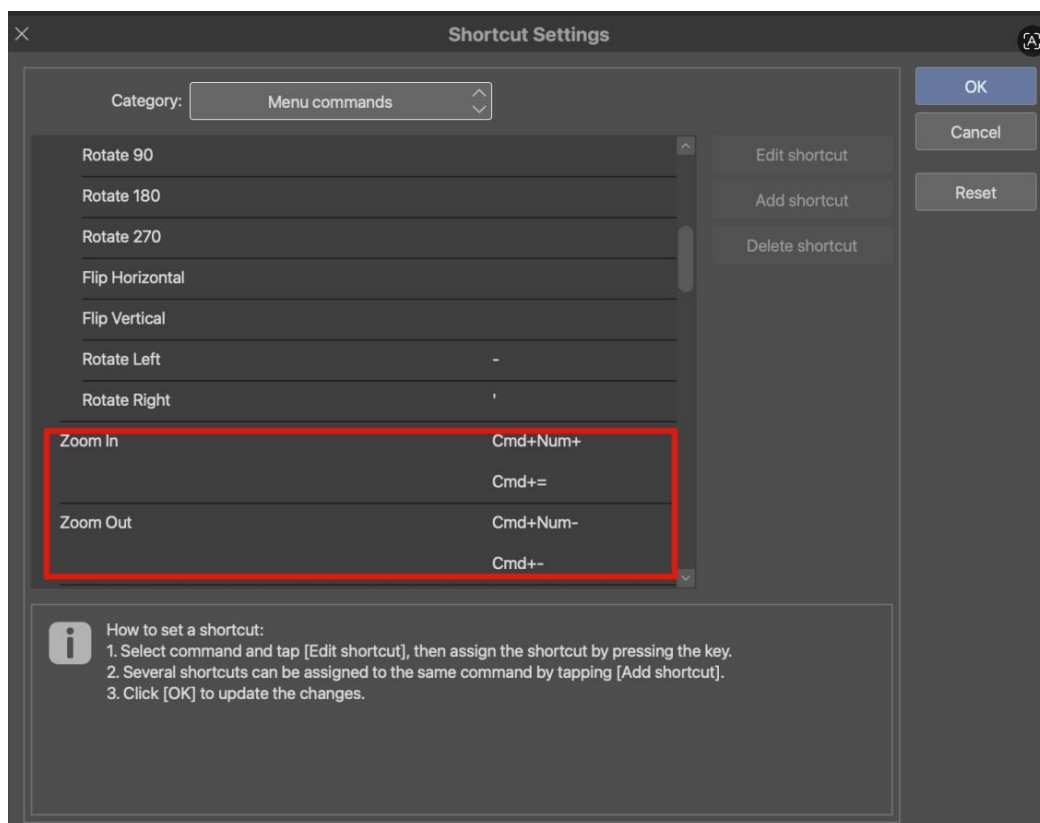 Shortcut Settings
Category: Menu commands
OK
Cancel
Reset
Rotate 90
Rotate 180
Rotate 270
Flip Horizontal
Flip Vertical
Rotate Left -
Rotate Right '
Zoom In Cmd+Num+
Cmd+=
Zoom Out Cmd+Num-
Cmd+-
Edit shortcut
Add shortcut
Delete shortcut
How to set a shortcut:
1. Select command and tap [Edit shortcut], then assign the shortcut by pressing the key.
2. Several shortcuts can be assigned to the same command by tapping [Add shortcut].
3. Click [OK] to update the changes.